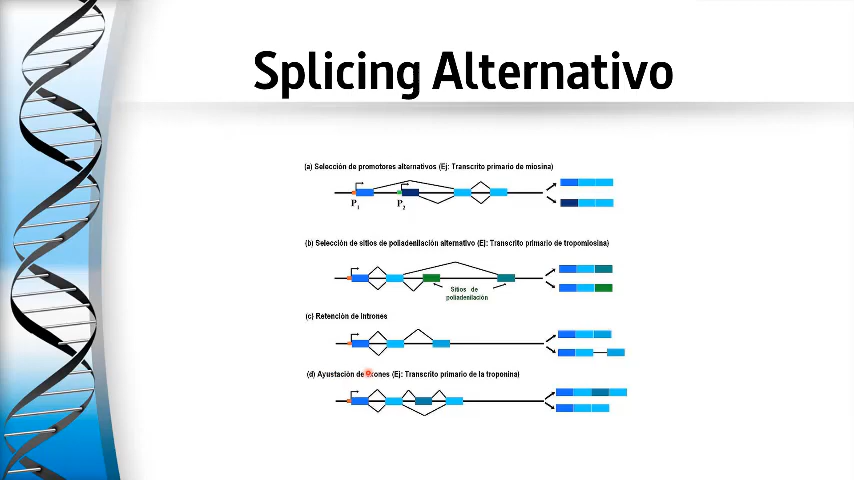 Splicing Alternativo
(a) Selección de promotores alternativos (Ej: Transcrito primario de miosina)
P1
P2
(b) Selección de sitios de poliadenilación alternativo (Ej: Transcrito primario de tropomiosina)
Sitios de
poliadenilación
(c) Retención de Intrones
(d) Ayustación de exones (Ej: Transcrito primario de la troponina)